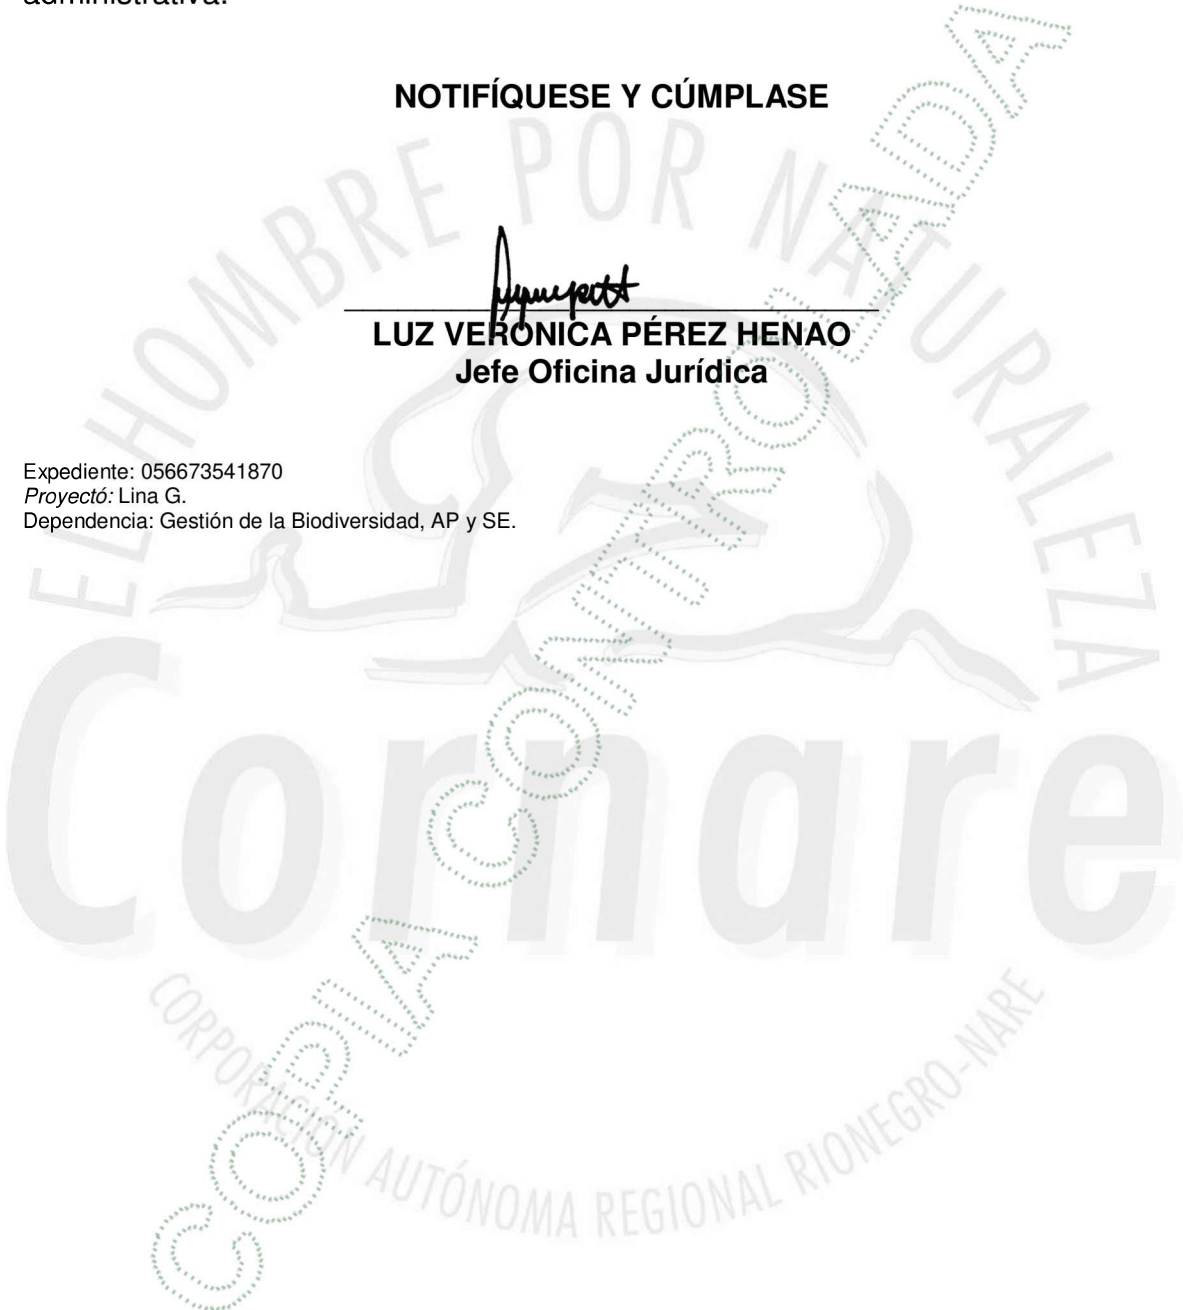 administrativa.
NOTIFÍQUESE Y CÚMPLASE
LUZ VERÓNICA PÉREZ HENAO
Jefe Oficina Jurídica
Expediente: 056673541870
Proyectó: Lina G.
Dependencia: Gestión de la Biodiversidad, AP y SE.
EL HOMBRE POR NATURALEZA
Cornare
CORPORACIÓN AUTÓNOMA REGIONAL RIONEGRO-NARE
COPIA CONTROLADA